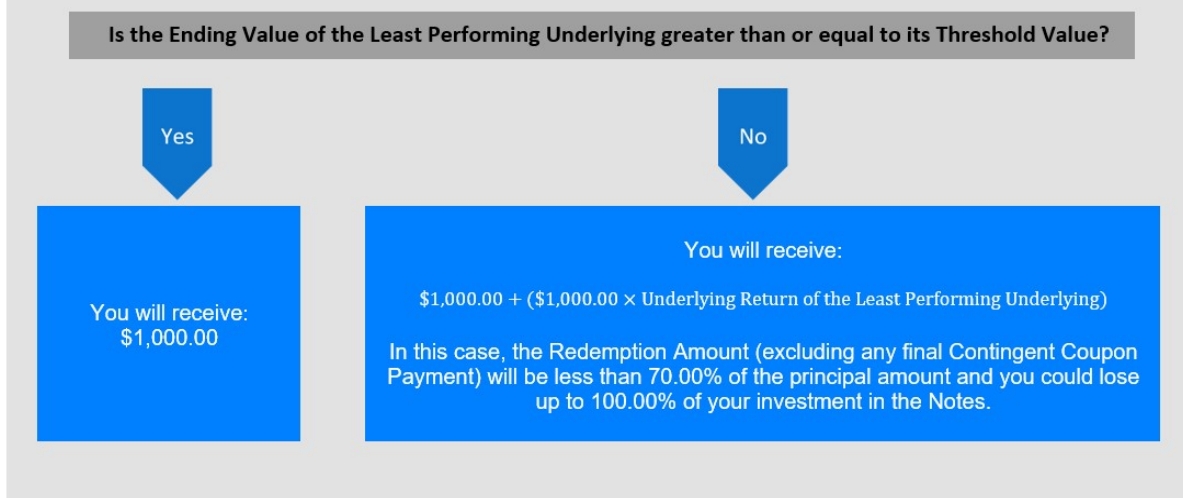 Is the Ending Value of the Least Performing Underlying greater than or equal to its Threshold Value?
Yes
No
You will receive:
$1,000.00
You will receive:
$1,000.00 + ($1,000.00 × Underlying Return of the Least Performing Underlying)
In this case, the Redemption Amount (excluding any final Contingent Coupon
Payment) will be less than 70.00% of the principal amount and you could lose
up to 100.00% of your investment in the Notes.